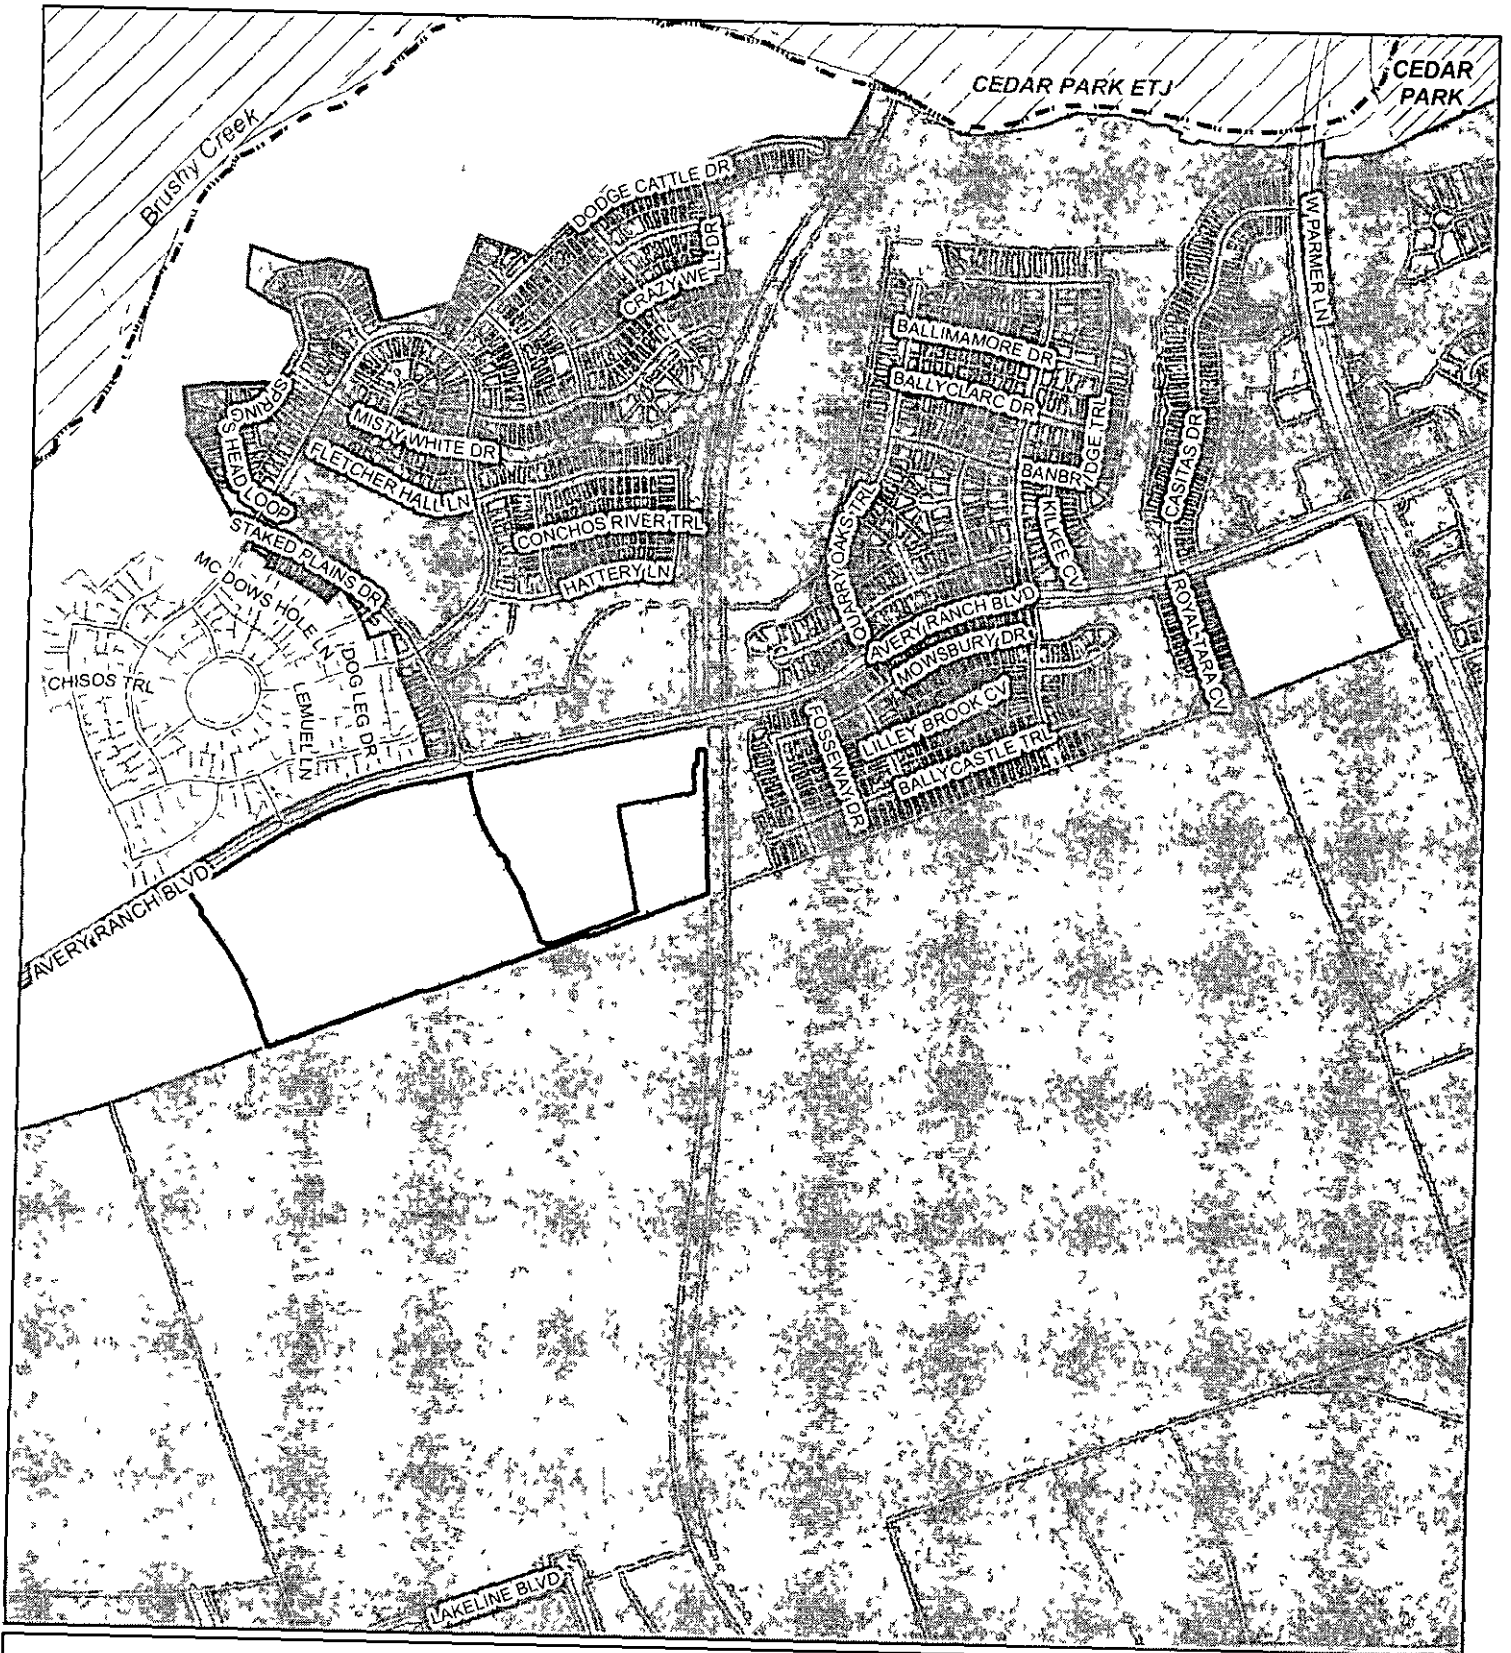 CEDAR PARK ETJ
CEDAR
PARK
Brushy Creek
DODGE CATTLE DR
W PARMER LN
CRAZY WELL DR
BALLIMAMORE DR
BALLYCLARC DR
SPRING
S HEAD LOOP
MISTY WHITE DR
FLETCHER HALL LN
BANBR
IDGE TRL
CASITAS DR
CONCHOS RIVER TRL
QUARRY OAKS TRL
KILKEE CV
STAKED PLAINS DR
HATTERY LN
MC DOWS HOLE LN
AVERY RANCH BLVD
ROYAL TARA CV
MOWSBURY DR
CHISOS TRL
DOG LEG DR
LEMUEL LN
LILLEY BROOK CV
FOSSEWAY DR
BALLYCASTLE TRL
AVERY RANCH BLVD
LAKELINE BLVD